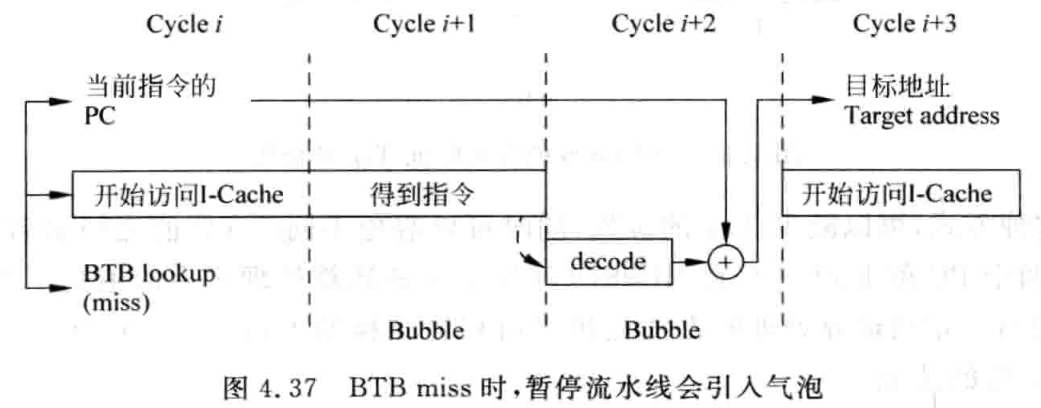 Cycle i Cycle i+1 Cycle i+2 Cycle i+3
当前指令的
PC
目标地址
Target address
开始访问I-Cache 得到指令 开始访问I-Cache
decode
+
BTB lookup
(miss)
Bubble Bubble
图 4.37 BTB miss 时,暂停流水线会引入气泡